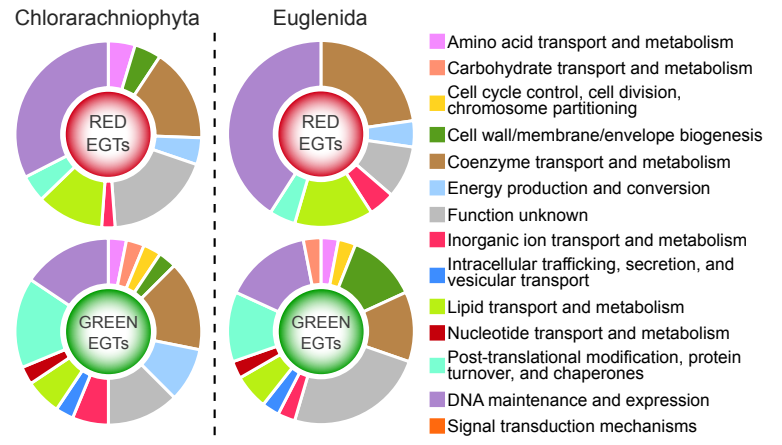 Chlorarachniophyta
Euglenida
RED
EGTs
RED
EGTs
GREEN
EGTs
GREEN
EGTs
Amino acid transport and metabolism
Carbohydrate transport and metabolism
Cell cycle control, cell division,
chromosome partitioning
Cell wall/membrane/envelope biogenesis
Coenzyme transport and metabolism
Energy production and conversion
Function unknown
Inorganic ion transport and metabolism
Intracellular trafficking, secretion, and
vesicular transport
Lipid transport and metabolism
Nucleotide transport and metabolism
Post-translational modification, protein
turnover, and chaperones
DNA maintenance and expression
Signal transduction mechanisms